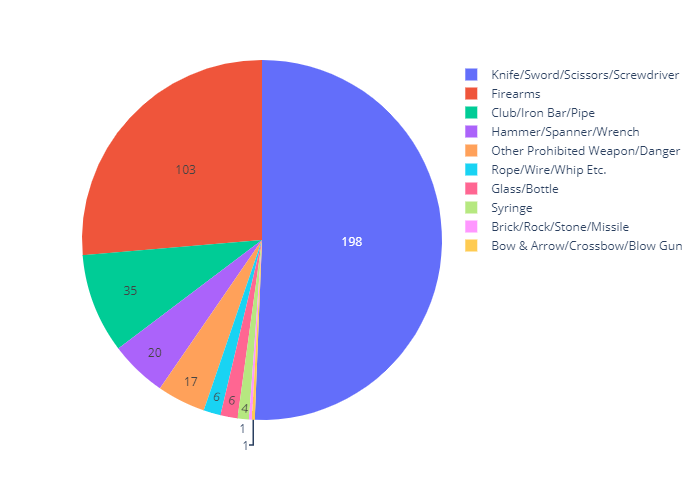 Knife/Sword/Scissors/Screwdriver
Firearms
Club/Iron Bar/Pipe
Hammer/Spanner/Wrench
Other Prohibited Weapon/Danger
Rope/Wire/Whip Etc.
Glass/Bottle
Syringe
Brick/Rock/Stone/Missile
Bow & Arrow/Crossbow/Blow Gun
103
198
35
20
17
6
6
4
1
1